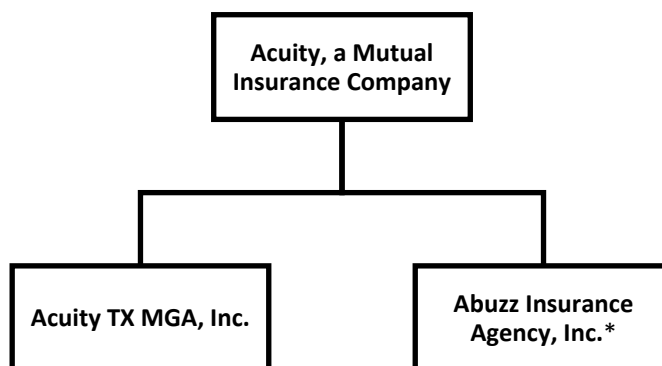 Acuity, a Mutual
Insurance Company
Acuity TX MGA, Inc.
Abuzz Insurance
Agency, Inc.*